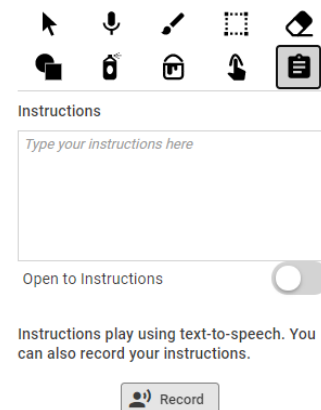 Instructions
Type your instructions here
Open to Instructions
Instructions play using text-to-speech. You
can also record your instructions.
Record